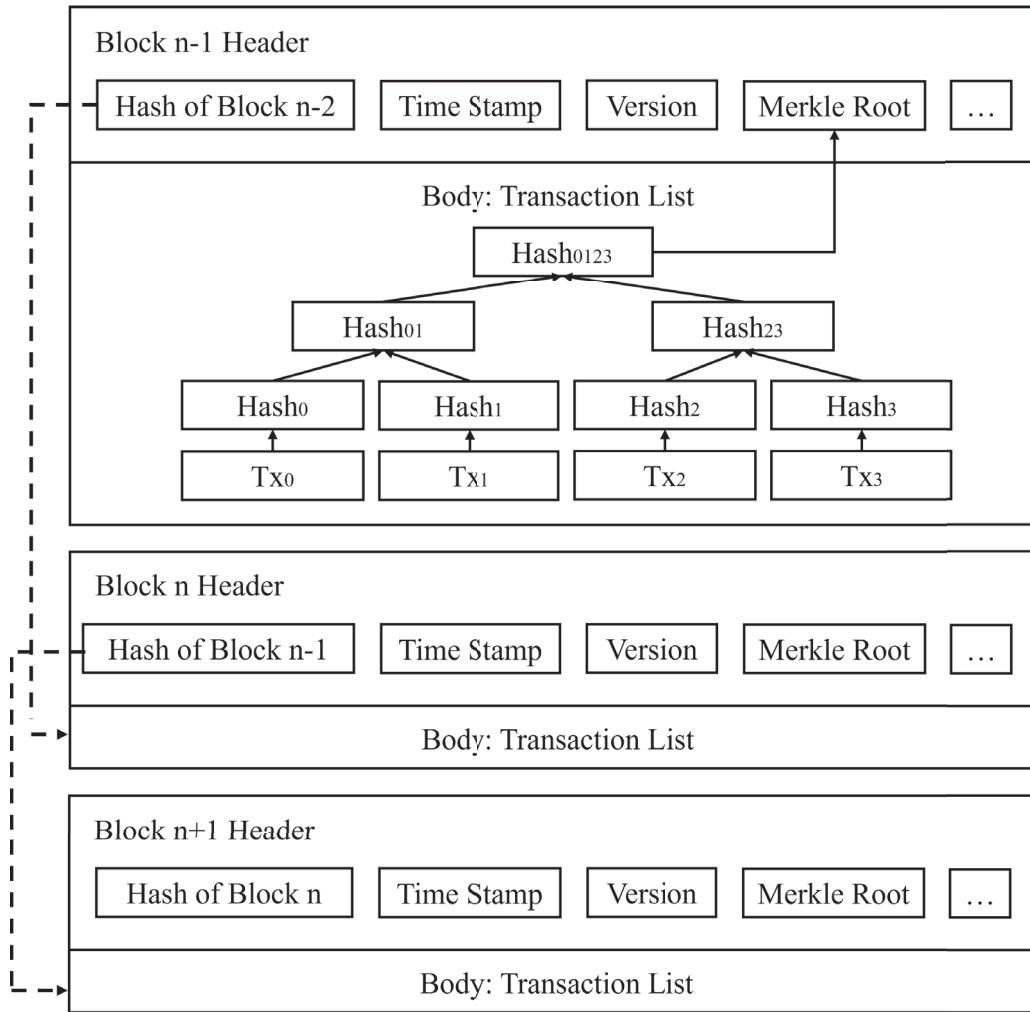 Block n-1 Header
Hash of Block n-2 Time Stamp Version Merkle Root ...
Body: Transaction List
Hash0123
Hash01 Hash23
Hash0 Hash1 Hash2 Hash3
Tx0 Tx1 Tx2 Tx3
Block n Header
Hash of Block n-1 Time Stamp Version Merkle Root ...
Body: Transaction List
Block n+1 Header
Hash of Block n Time Stamp Version Merkle Root ...
Body: Transaction List